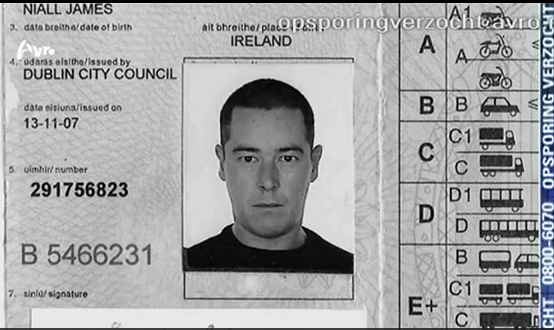 NIALL JAMES
3. dáta breithe/date of birth
áit bhreithe/ place
IRELAND
4. údarás eisithe/issued by
DUBLIN CITY COUNCIL
dáta eisiúna/issued on
13-11-07
5. uimhir/ number
291756823
B 5466231
7. síniú/signature
Avro
opsporingverzocht.avro
A A1
A
B B
C C1
C
D D1
D
E+ B
C1
C
CHT 0800-6070 OPSPORING VERZOCHT